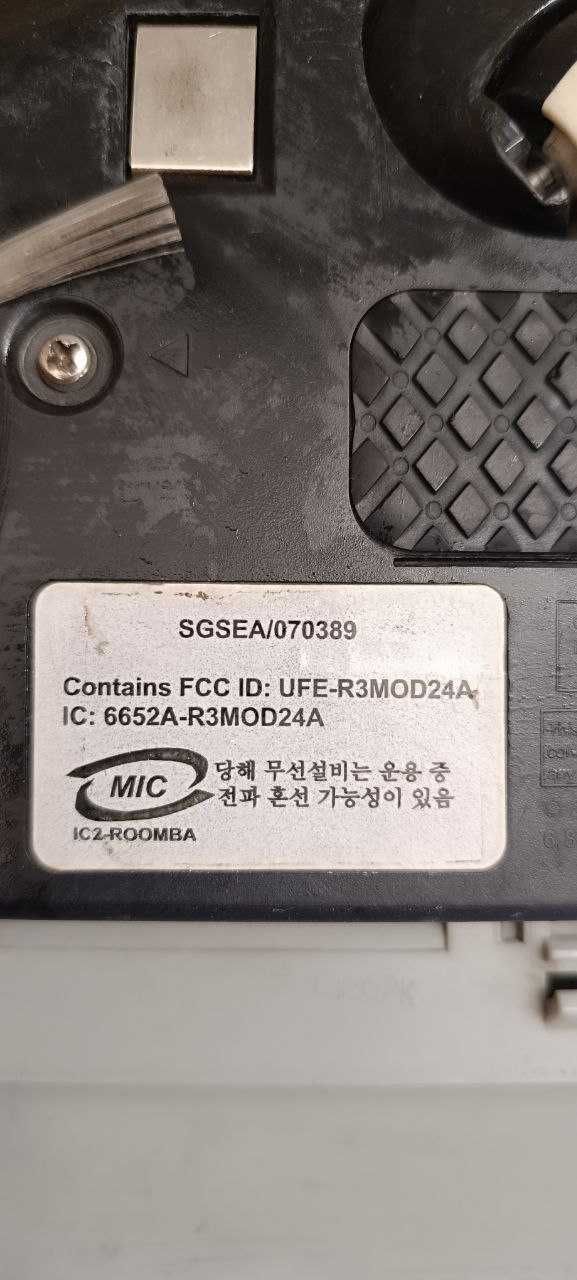 SGSEA/070389
Contains FCC ID: UFE-R3MOD24A
IC: 6652A-R3MOD24A
MIC
당해 무선설비는 운용 중
전파 혼선 가능성이 있음
IC2-ROOMBA